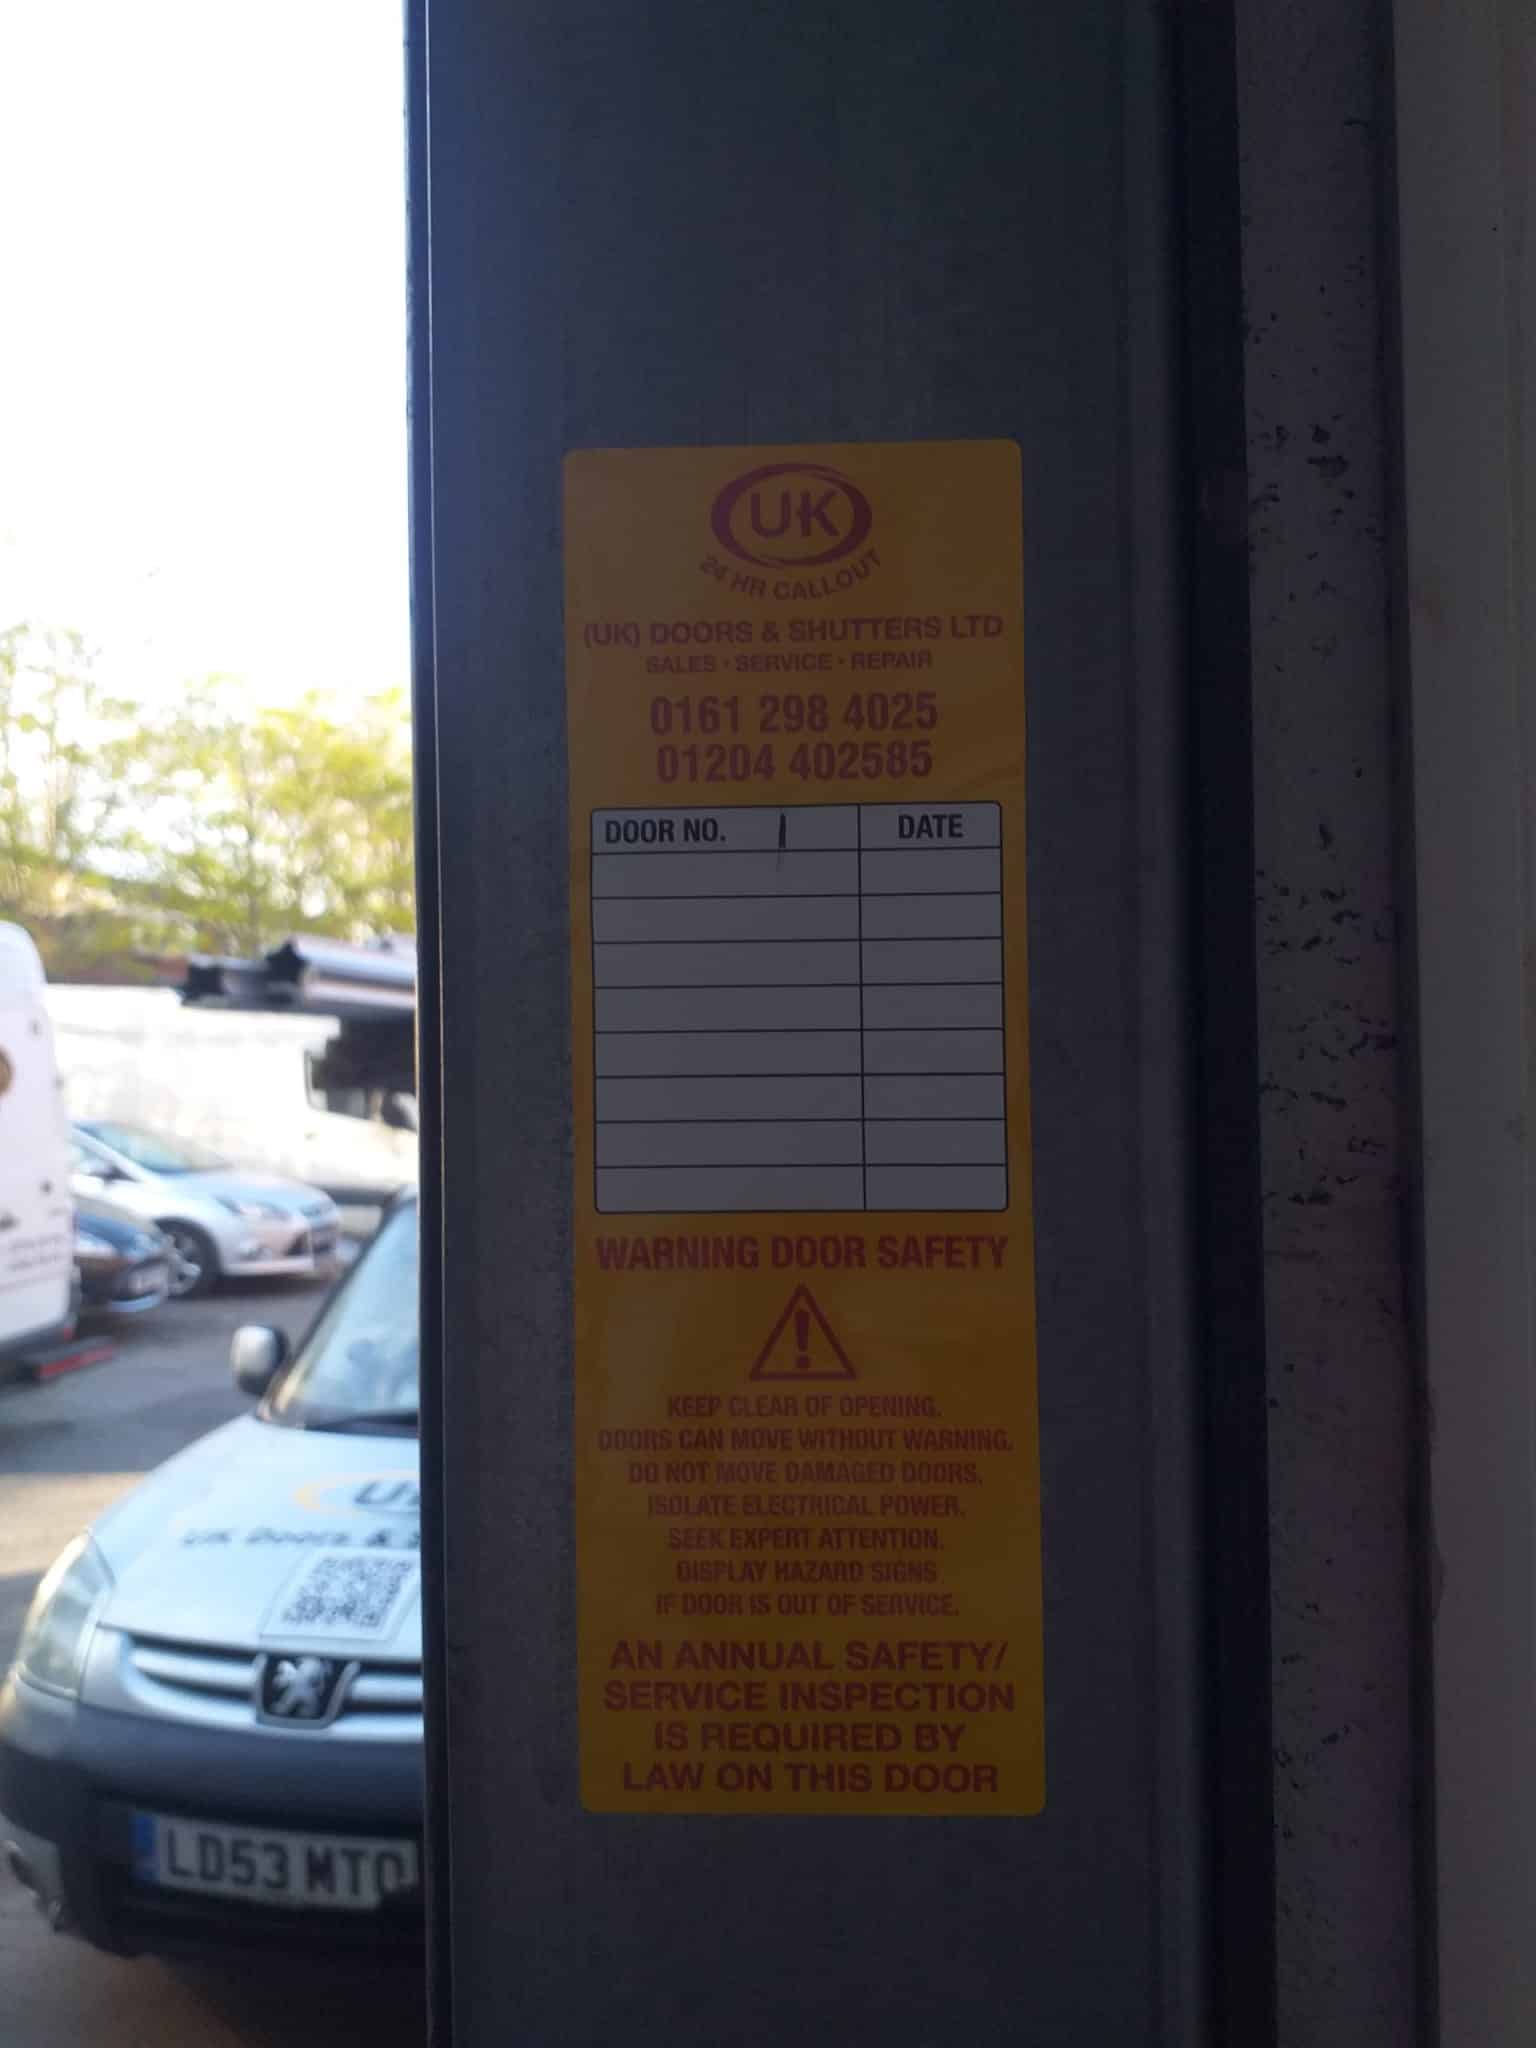 UK
24 HR CALLOUT
(UK) DOORS & SHUTTERS LTD
SALES · SERVICE · REPAIR
0161 298 4025
01204 402585
DOOR NO. 1 DATE
WARNING DOOR SAFETY
!
KEEP CLEAR OF OPENING.
DOORS CAN MOVE WITHOUT WARNING.
DO NOT MOVE DAMAGED DOORS.
ISOLATE ELECTRICAL POWER.
SEEK EXPERT ATTENTION.
DISPLAY HAZARD SIGNS
IF DOOR IS OUT OF SERVICE.
AN ANNUAL SAFETY/
SERVICE INSPECTION
IS REQUIRED BY
LAW ON THIS DOOR
UK Doors &
LD53 MTO